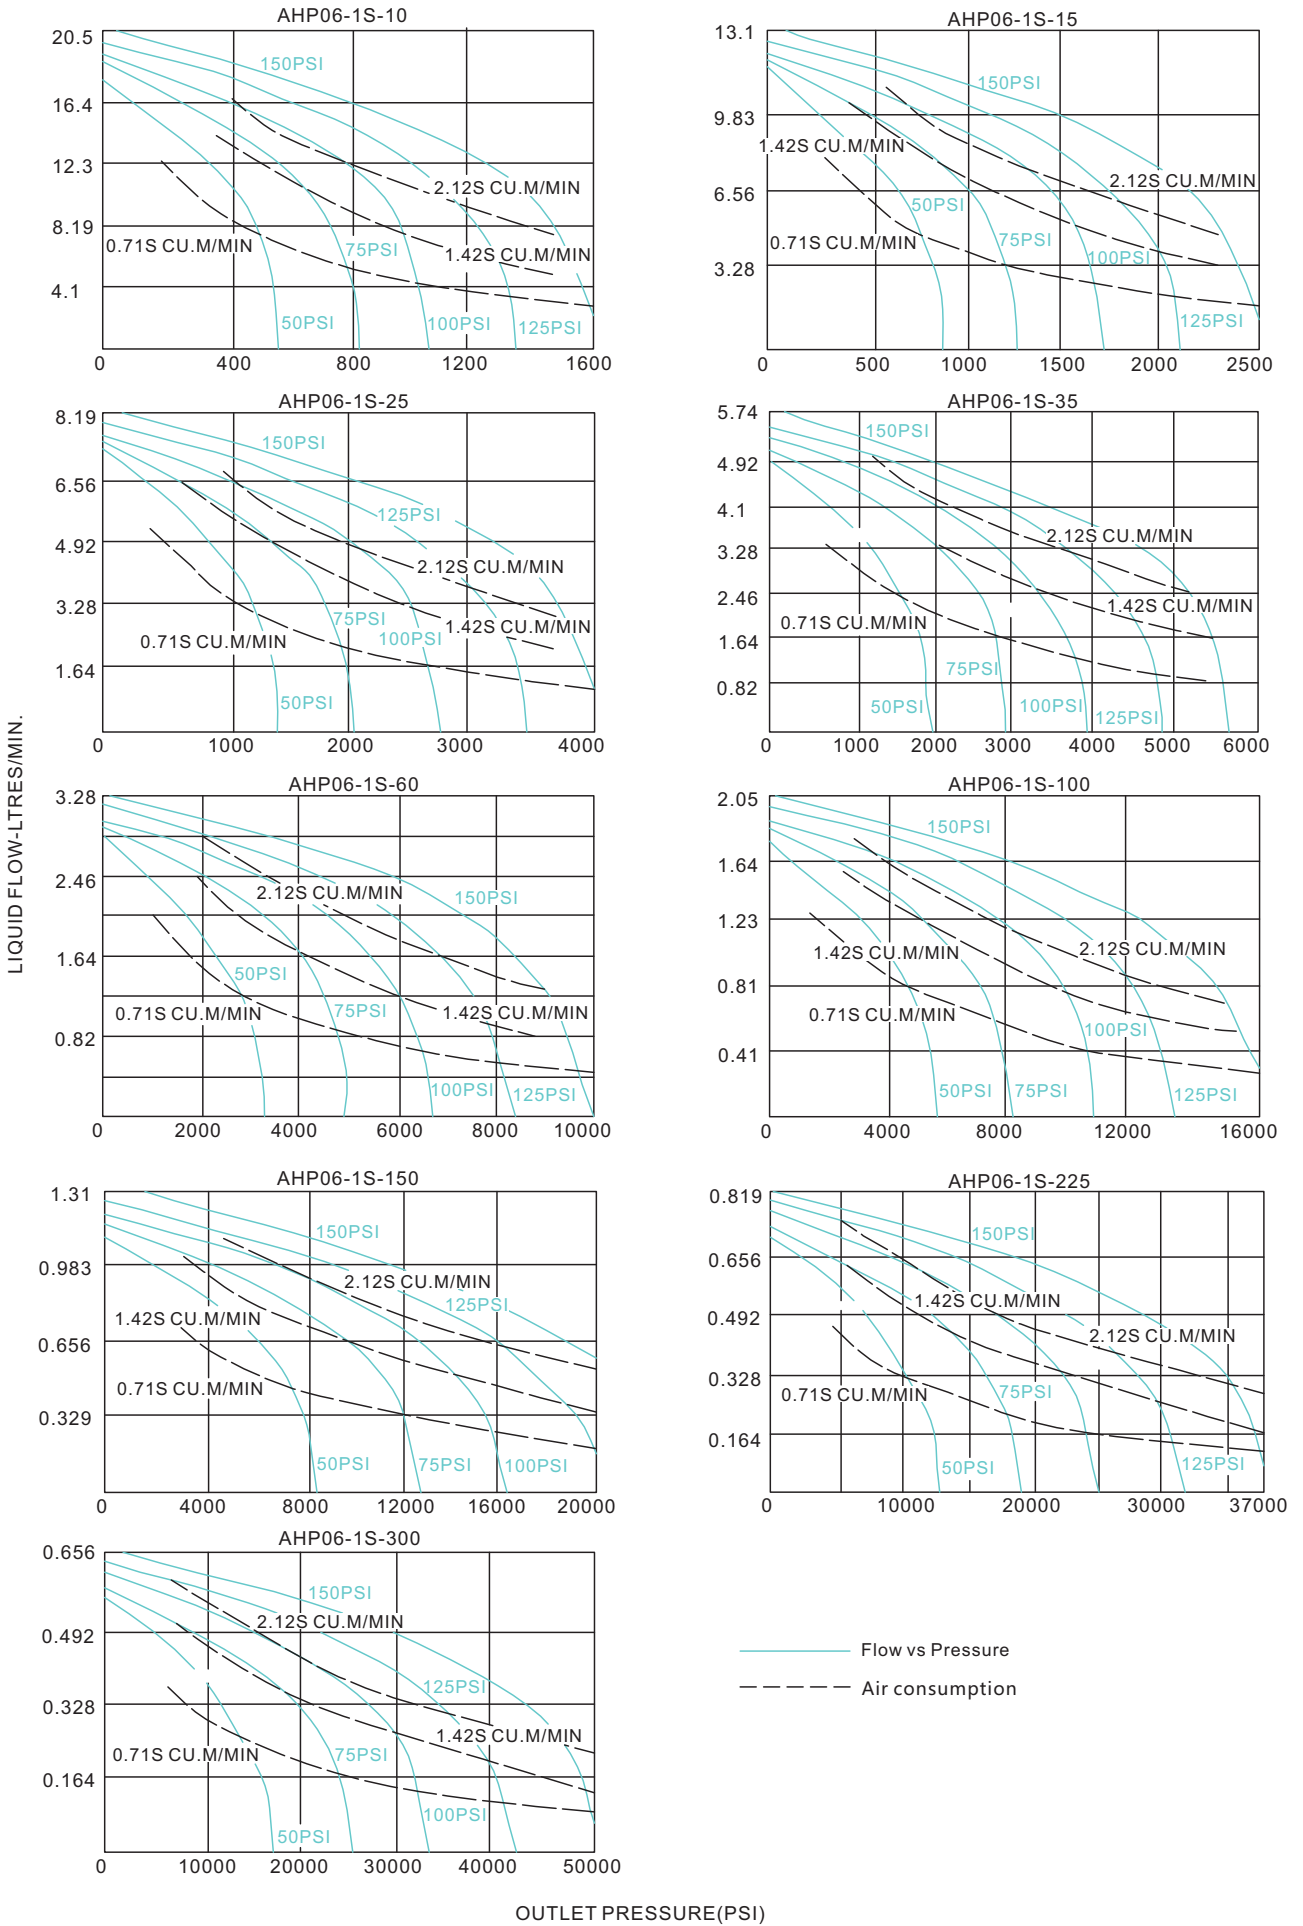 AHP06-1S-10
20.5
16.4
12.3
8.19
4.1
0
400
800
1200
1600
150PSI
2.12S CU.M/MIN
0.71S CU.M/MIN
75PSI
1.42S CU.M/MIN
50PSI
100PSI
125PSI
AHP06-1S-15
13.1
9.83
6.56
3.28
0
500
1000
1500
2000
2500
150PSI
1.42S CU.M/MIN
2.12S CU.M/MIN
50PSI
0.71S CU.M/MIN
75PSI
100PSI
125PSI
AHP06-1S-25
8.19
6.56
4.92
3.28
1.64
0
1000
2000
3000
4000
150PSI
125PSI
2.12S CU.M/MIN
75PSI
1.42S CU.M/MIN
100PSI
0.71S CU.M/MIN
50PSI
AHP06-1S-35
5.74
4.92
4.1
3.28
2.46
1.64
0.82
0
1000
2000
3000
4000
5000
6000
150PSI
2.12S CU.M/MIN
1.42S CU.M/MIN
0.71S CU.M/MIN
75PSI
50PSI
100PSI
125PSI
LIQUID FLOW-LTRES/MIN.
AHP06-1S-60
3.28
2.46
1.64
0.82
0
2000
4000
6000
8000
10000
2.12S CU.M/MIN
150PSI
50PSI
0.71S CU.M/MIN
75PSI
1.42S CU.M/MIN
100PSI
125PSI
AHP06-1S-100
2.05
1.64
1.23
0.81
0.41
0
4000
8000
12000
16000
150PSI
1.42S CU.M/MIN
2.12S CU.M/MIN
0.71S CU.M/MIN
100PSI
50PSI
75PSI
125PSI
AHP06-1S-150
1.31
0.983
0.656
0.329
0
4000
8000
12000
16000
20000
150PSI
2.12S CU.M/MIN
125PSI
1.42S CU.M/MIN
0.71S CU.M/MIN
50PSI
75PSI
100PSI
AHP06-1S-225
0.819
0.656
0.492
0.328
0.164
0
10000
20000
30000
37000
150PSI
1.42S CU.M/MIN
2.12S CU.M/MIN
0.71S CU.M/MIN
75PSI
50PSI
125PSI
AHP06-1S-300
0.656
0.492
0.328
0.164
0
10000
20000
30000
40000
50000
150PSI
2.12S CU.M/MIN
125PSI
1.42S CU.M/MIN
0.71S CU.M/MIN
75PSI
100PSI
50PSI
Flow vs Pressure
Air consumption
OUTLET PRESSURE(PSI)